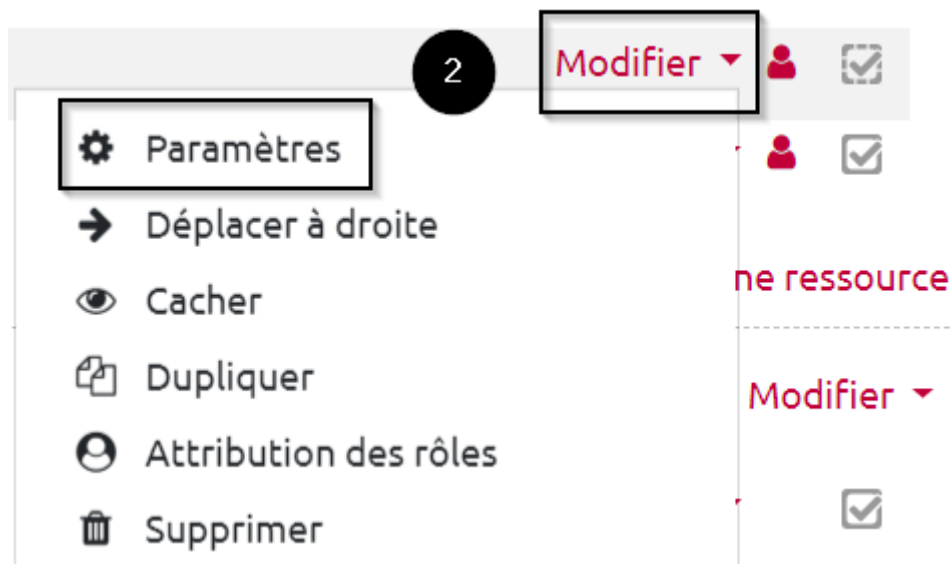 2
Modifier
Paramètres
Déplacer à droite
ne ressource
Cacher
Dupliquer
Modifier
Attribution des rôles
Supprimer